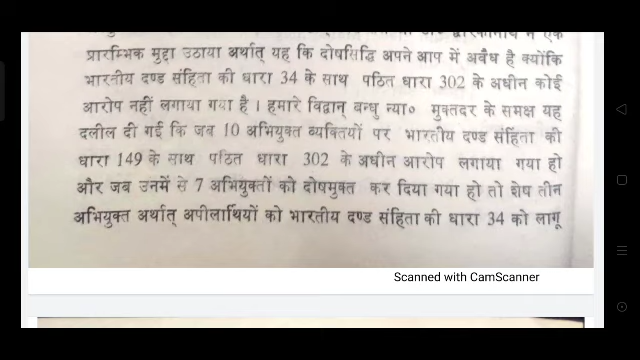 प्रारम्भिक मुद्दा उठाया अर्थात् यह कि दोषसिद्धि अपने आप में अवैध है क्योंकि
भारतीय दण्ड संहिता की धारा 34 के साथ पठित धारा 302 के अधीन कोई
आरोप नहीं लगाया गया है । हमारे विद्वान् बन्धु न्या० मुक्तदर के समक्ष यह
दलील दी गई कि जब 10 अभियुक्त व्यक्तियों पर भारतीय दण्ड संहिता की
धारा 149 के साथ पठित धारा 302 के अधीन आरोप लगाया गया हो
और जब उनमें से 7 अभियुक्तों को दोषमुक्त कर दिया गया हो तो शेष तीन
अभियुक्त अर्थात् अपीलार्थियों को भारतीय दण्ड संहिता की धारा 34 को लागू
Scanned with CamScanner